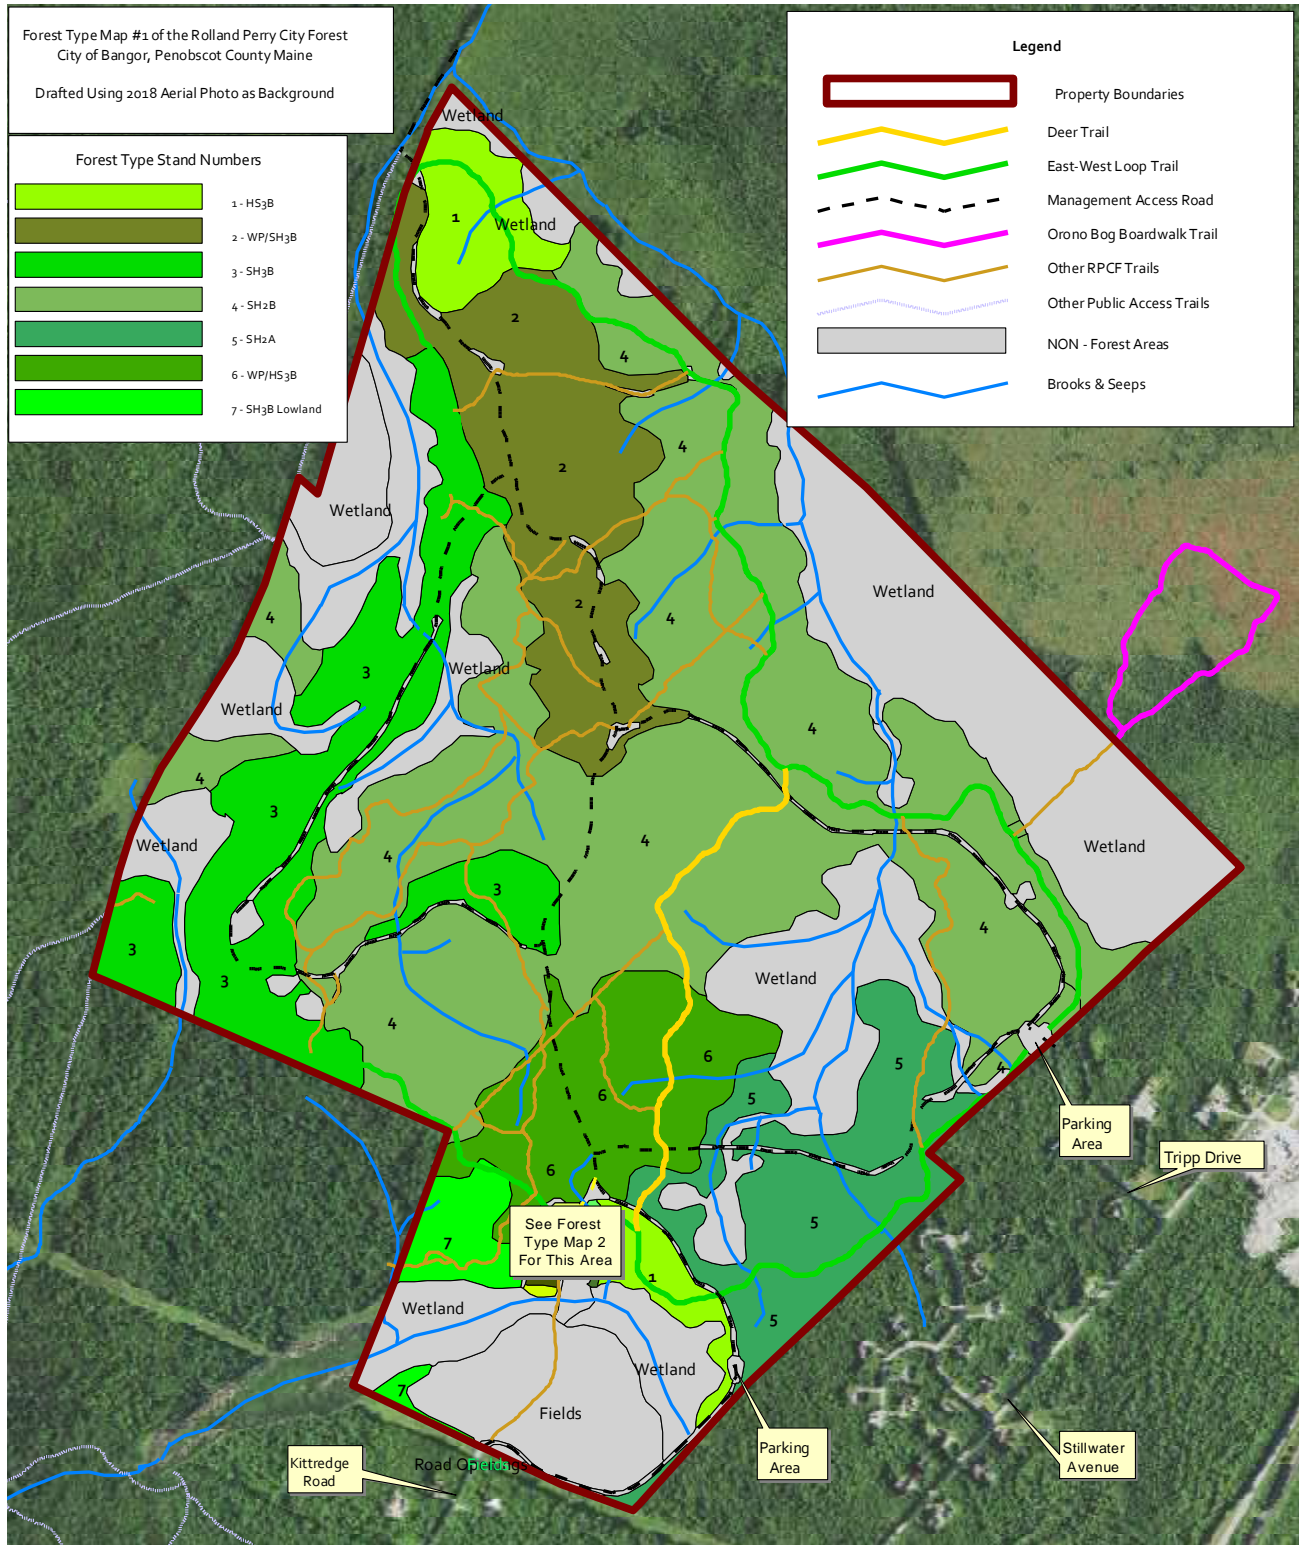 Forest Type Map #1 of the Rolland Perry City Forest
City of Bangor, Penobscot County Maine
Drafted Using 2018 Aerial Photo as Background
Forest Type Stand Numbers
1 - HS3B
2 - WP/SH3B
3 - SH3B
4 - SH2B
5 - SH2A
6 - WP/HS3B
7 - SH3B Lowland
Legend
Property Boundaries
Deer Trail
East-West Loop Trail
Management Access Road
Orono Bog Boardwalk Trail
Other RPCF Trails
Other Public Access Trails
NON - Forest Areas
Brooks & Seeps
Wetland
1
Wetland
2
4
4
2
Wetland
Wetland
2
4
4
3
Wetland
Wetland
4
4
3
4
Wetland
Wetland
4
3
4
3
Wetland
3
4
6
5
4
6
5
Parking
Area
Tripp Drive
6
5
See Forest
Type Map 2
For This Area
7
1
Wetland
5
Wetland
7
Fields
Parking
Area
Stillwater
Avenue
Kittredge
Road
Road Openings
Fields